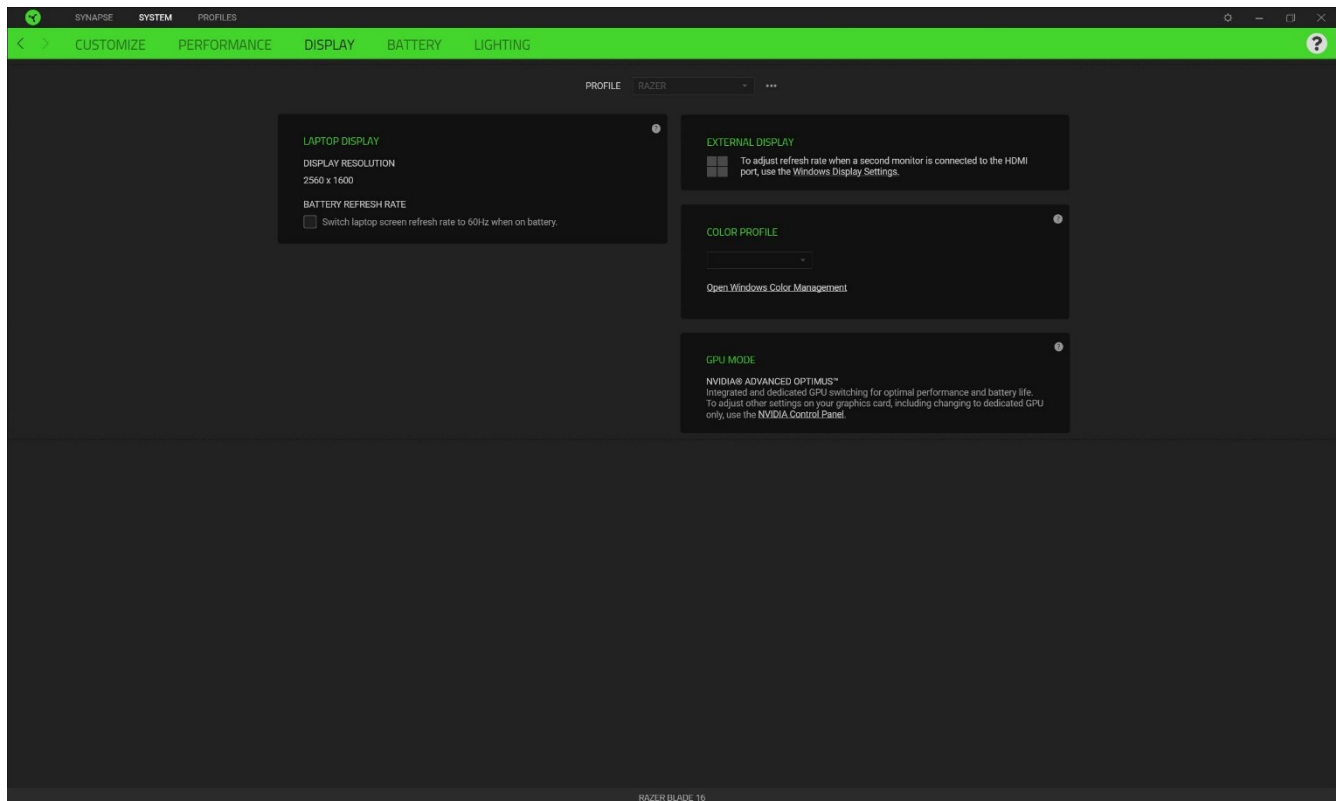 SYNAPSE SYSTEM PROFILES
CUSTOMIZE PERFORMANCE DISPLAY BATTERY LIGHTING
?
PROFILE RAZER
LAPTOP DISPLAY
DISPLAY RESOLUTION
2560 x 1600
BATTERY REFRESH RATE
Switch laptop screen refresh rate to 60Hz when on battery.
EXTERNAL DISPLAY
To adjust refresh rate when a second monitor is connected to the HDMI
port, use the Windows Display Settings.
COLOR PROFILE
Open Windows Color Management
GPU MODE
NVIDIA® ADVANCED OPTIMUS™
Integrated and dedicated GPU switching for optimal performance and battery life.
To adjust other settings on your graphics card, including changing to dedicated GPU
only, use the NVIDIA Control Panel.
RAZER BLADE 16